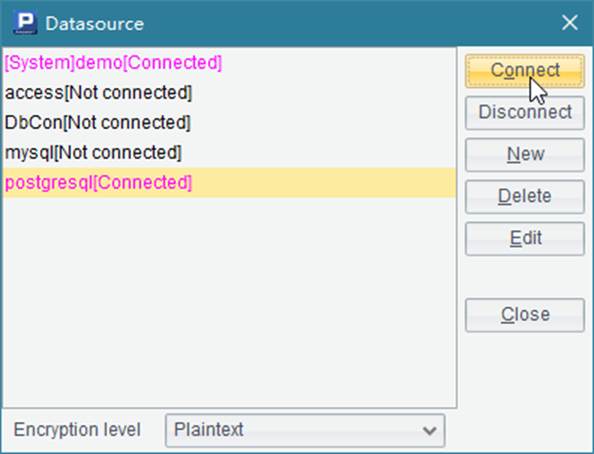 Datasource
[System]demo[Connected]
access[Not connected]
DbCon[Not connected]
mysql[Not connected]
postgresql[Connected]
Connect
Disconnect
New
Delete
Edit
Close
Encryption level
Plaintext